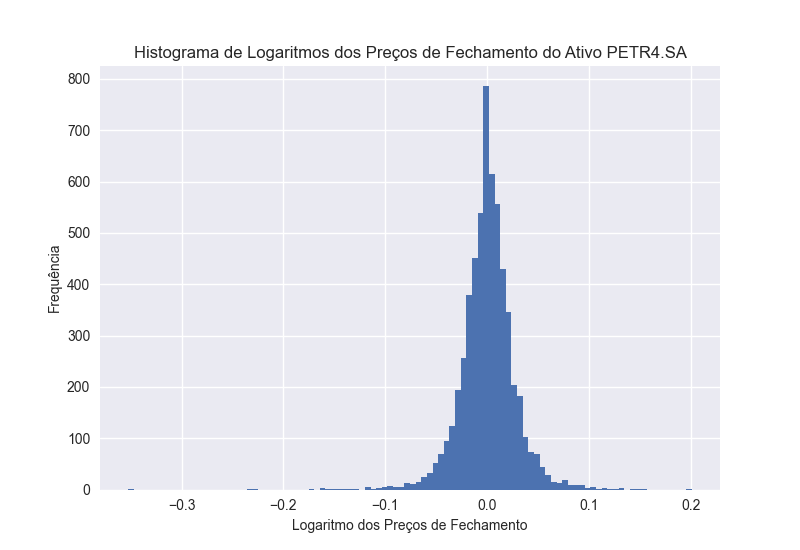 Histograma de Logaritmos dos Preços de Fechamento do Ativo PETR4.SA
800
700
600
500
400
300
200
100
0
Frequência
−0.3 −0.2 −0.1 0.0 0.1 0.2
Logaritmo dos Preços de Fechamento